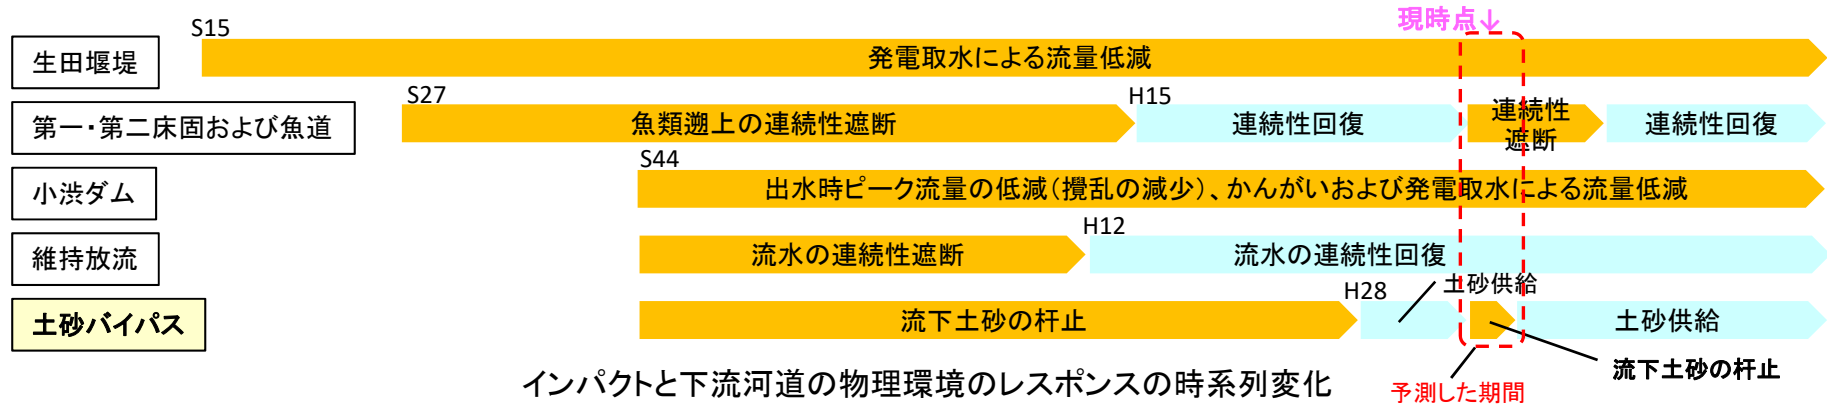 現時点↓
S15
生田堰堤
発電取水による流量低減
S27
H15
第一・第二床固および魚道
魚類遡上の連続性遮断
連続性回復
連続性
遮断
連続性回復
S44
小渋ダム
出水時ピーク流量の低減（攪乱の減少）、かんがいおよび発電取水による流量低減
H12
維持放流
流水の連続性遮断
流水の連続性回復
H28
土砂供給
土砂バイパス
流下土砂の扞止
土砂供給
流下土砂の扞止
インパクトと下流河道の物理環境のレスポンスの時系列変化
予測した期間